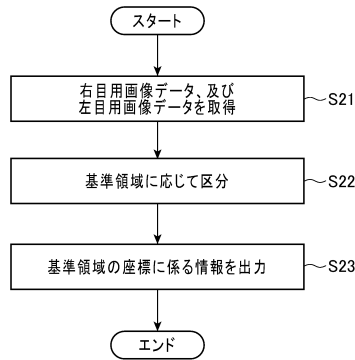 スタート
右目用画像データ、及び
左目用画像データを取得
S21
基準領域に応じて区分
S22
基準領域の座標に係る情報を出力
S23
エンド